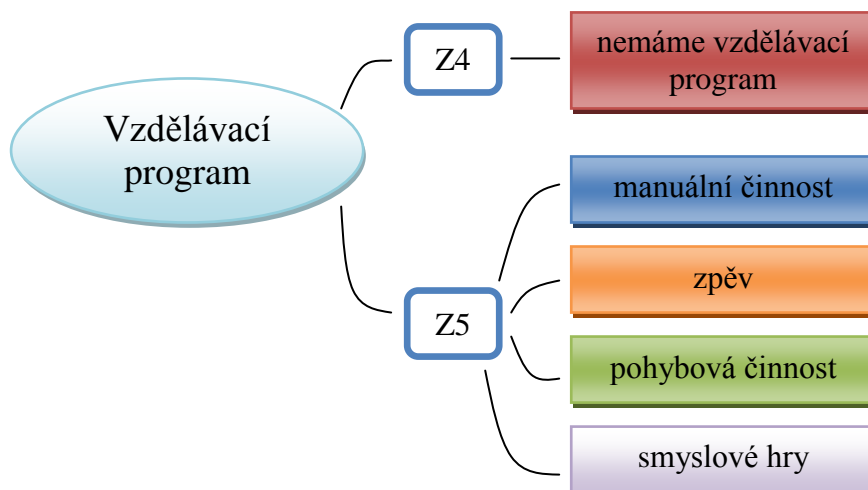 Vzdělávací
program
Z4
nemáme vzdělávací
program
Z5
manuální činnost
zpěv
pohybová činnost
smyslové hry